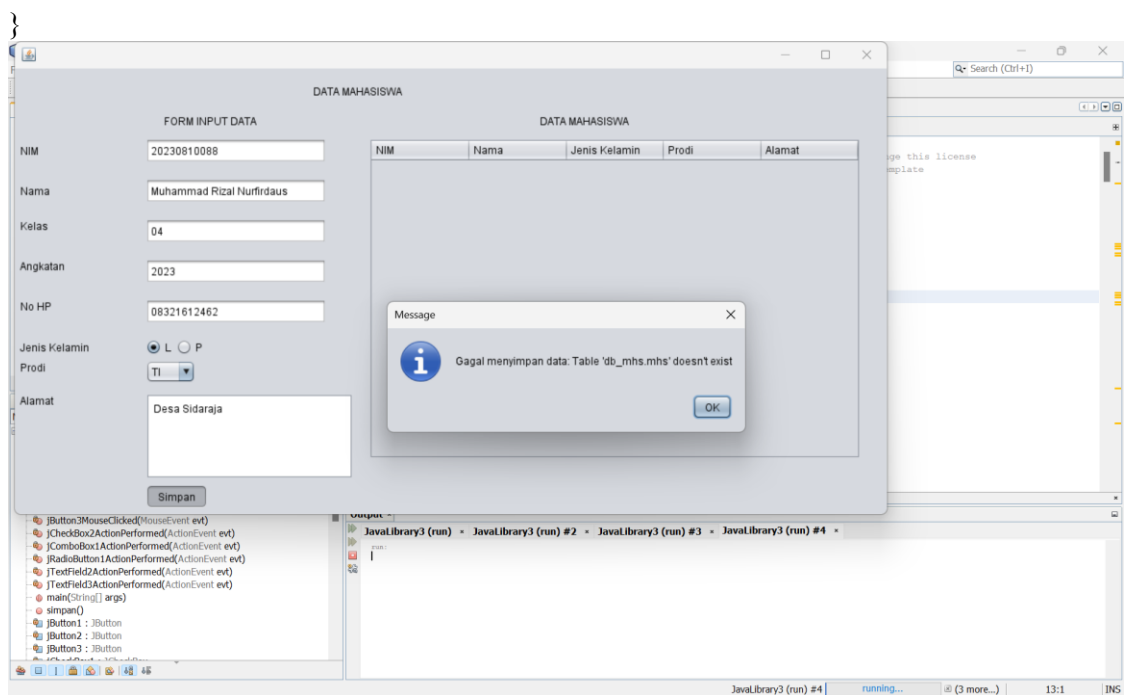 }
Search (Ctrl+I)
DATA MAHASISWA
FORM INPUT DATA
DATA MAHASISWA
NIM
20230810088
NIM Nama Jenis Kelamin Prodi Alamat
ge this license
mplate
Nama
Muhammad Rizal Nurfirdaus
Kelas
04
Angkatan
2023
No HP
08321612462
Message
Gagal menyimpan data: Table 'db_mhs.mhs' doesn't exist
OK
Jenis Kelamin
L P
Prodi
TI
Alamat
Desa Sidaraja
Simpan
Output
jButton3MouseClicked(MouseEvent evt)
jCheckBox2ActionPerformed(ActionEvent evt)
jComboBox1ActionPerformed(ActionEvent evt)
jRadioButton1ActionPerformed(ActionEvent evt)
jTextField2ActionPerformed(ActionEvent evt)
jTextField3ActionPerformed(ActionEvent evt)
main(String[] args)
simpan()
jButton1 : JButton
jButton2 : JButton
jButton3 : JButton
JavaLibrary3 (run) × JavaLibrary3 (run) #2 × JavaLibrary3 (run) #3 × JavaLibrary3 (run) #4 ×
run:
JavaLibrary3 (run) #4 running... (3 more...) 13:1 INS